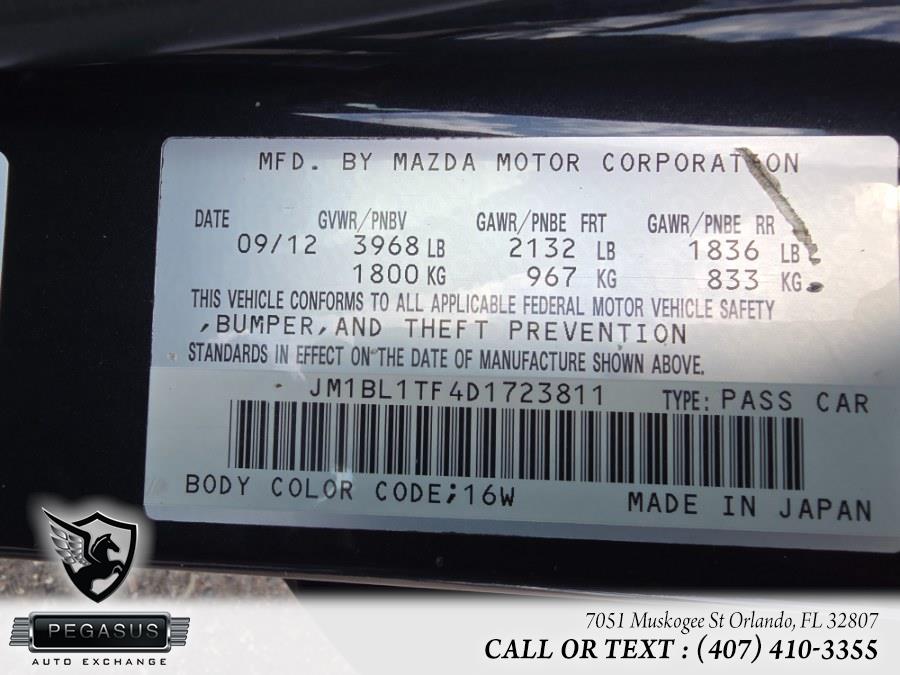 MFD. BY MAZDA MOTOR CORPORATION
DATE GVWR/PNBV GAWR/PNBE FRT GAWR/PNBE RR
09/12 3968 LB 2132 LB 1836 LB
1800 KG 967 KG 833 KG
THIS VEHICLE CONFORMS TO ALL APPLICABLE FEDERAL MOTOR VEHICLE SAFETY
,BUMPER,AND THEFT PREVENTION
STANDARDS IN EFFECT ON THE DATE OF MANUFACTURE SHOWN ABOVE.
JM1BL1TF4D1723811 TYPE: PASS CAR
BODY COLOR CODE;16W MADE IN JAPAN
PEGASUS
AUTO EXCHANGE
7051 Muskogee St Orlando, FL 32807
CALL OR TEXT : (407) 410-3355